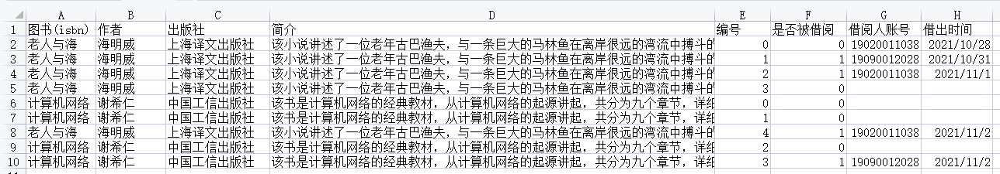 A B C D E F G H
1 图书(isbn) 作者 出版社 简介 编号 是否被借阅 借阅人账号 借出时间
2 老人与海 海明威 上海译文出版社 该小说讲述了一位老年古巴渔夫，与一条巨大的马林鱼在离岸很远的湾流中搏斗的 0 0 19020011038 2021/10/28
3 老人与海 海明威 上海译文出版社 该小说讲述了一位老年古巴渔夫，与一条巨大的马林鱼在离岸很远的湾流中搏斗的 1 1 19090012028 2021/10/31
4 老人与海 海明威 上海译文出版社 该小说讲述了一位老年古巴渔夫，与一条巨大的马林鱼在离岸很远的湾流中搏斗的 2 1 19020011038 2021/11/1
5 老人与海 海明威 上海译文出版社 该小说讲述了一位老年古巴渔夫，与一条巨大的马林鱼在离岸很远的湾流中搏斗的 3 0
6 计算机网络 谢希仁 中国工信出版社 该书是计算机网络的经典教材，从计算机网络的起源讲起，共分为九个章节，详细 0 0
7 计算机网络 谢希仁 中国工信出版社 该书是计算机网络的经典教材，从计算机网络的起源讲起，共分为九个章节，详细 1 0
8 老人与海 海明威 上海译文出版社 该小说讲述了一位老年古巴渔夫，与一条巨大的马林鱼在离岸很远的湾流中搏斗的 4 1 19020011038 2021/11/2
9 计算机网络 谢希仁 中国工信出版社 该书是计算机网络的经典教材，从计算机网络的起源讲起，共分为九个章节，详细 2 0
10 计算机网络 谢希仁 中国工信出版社 该书是计算机网络的经典教材，从计算机网络的起源讲起，共分为九个章节，详细 3 1 19090012028 2021/11/2